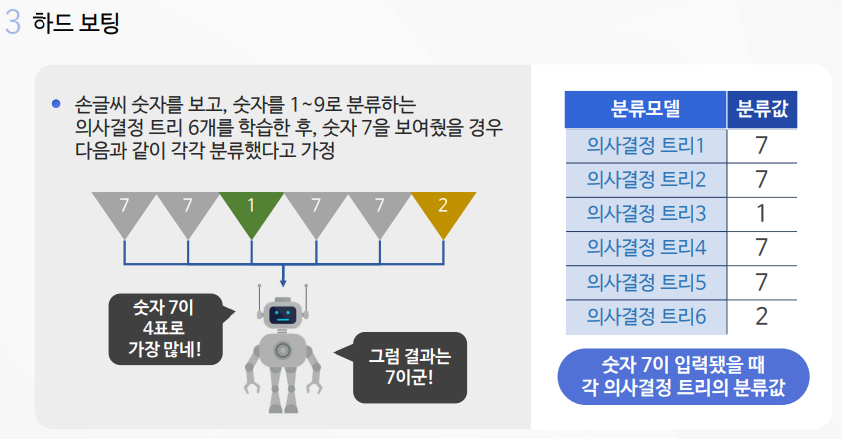 3 하드 보팅
손글씨 숫자를 보고, 숫자를 1~9로 분류하는
의사결정 트리 6개를 학습한 후, 숫자 7을 보여줬을 경우
다음과 같이 각각 분류했다고 가정
7 7 1 7 7 2
숫자 7이
4표로
가장 많네!
그럼 결과는
7이군!
분류모델 분류값
의사결정 트리1 7
의사결정 트리2 7
의사결정 트리3 1
의사결정 트리4 7
의사결정 트리5 7
의사결정 트리6 2
숫자 7이 입력됐을 때
각 의사결정 트리의 분류값